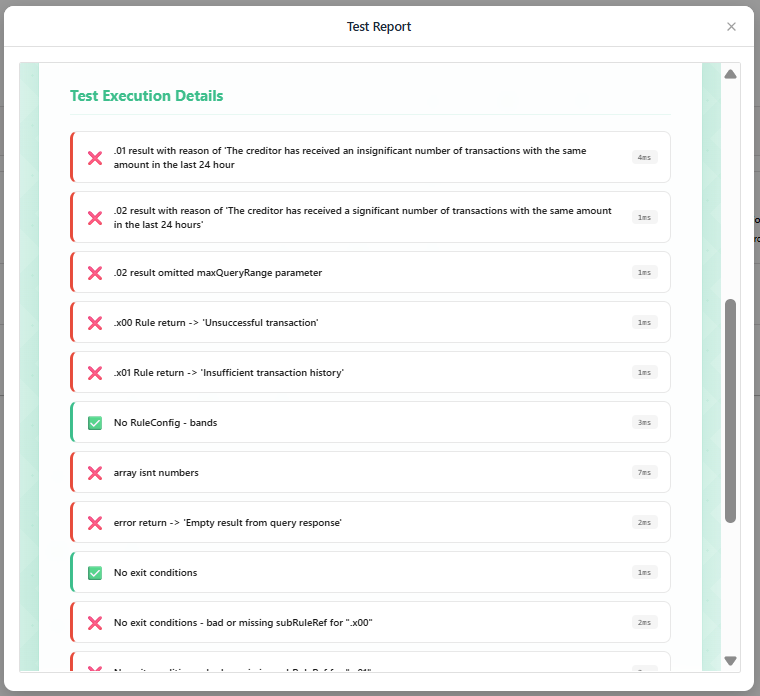 Test Report
Test Execution Details
.01 result with reason of 'The creditor has received an insignificant number of transactions with the same
amount in the last 24 hour
4ms
.02 result with reason of 'The creditor has received a significant number of transactions with the same amount
in the last 24 hours'
1ms
.02 result omitted maxQueryRange parameter
1ms
.x00 Rule return -> 'Unsuccessful transaction'
1ms
.x01 Rule return -> 'Insufficient transaction history'
1ms
No RuleConfig - bands
3ms
array isnt numbers
7ms
error return -> 'Empty result from query response'
2ms
No exit conditions
1ms
No exit conditions - bad or missing subRuleRef for ".x00"
2ms